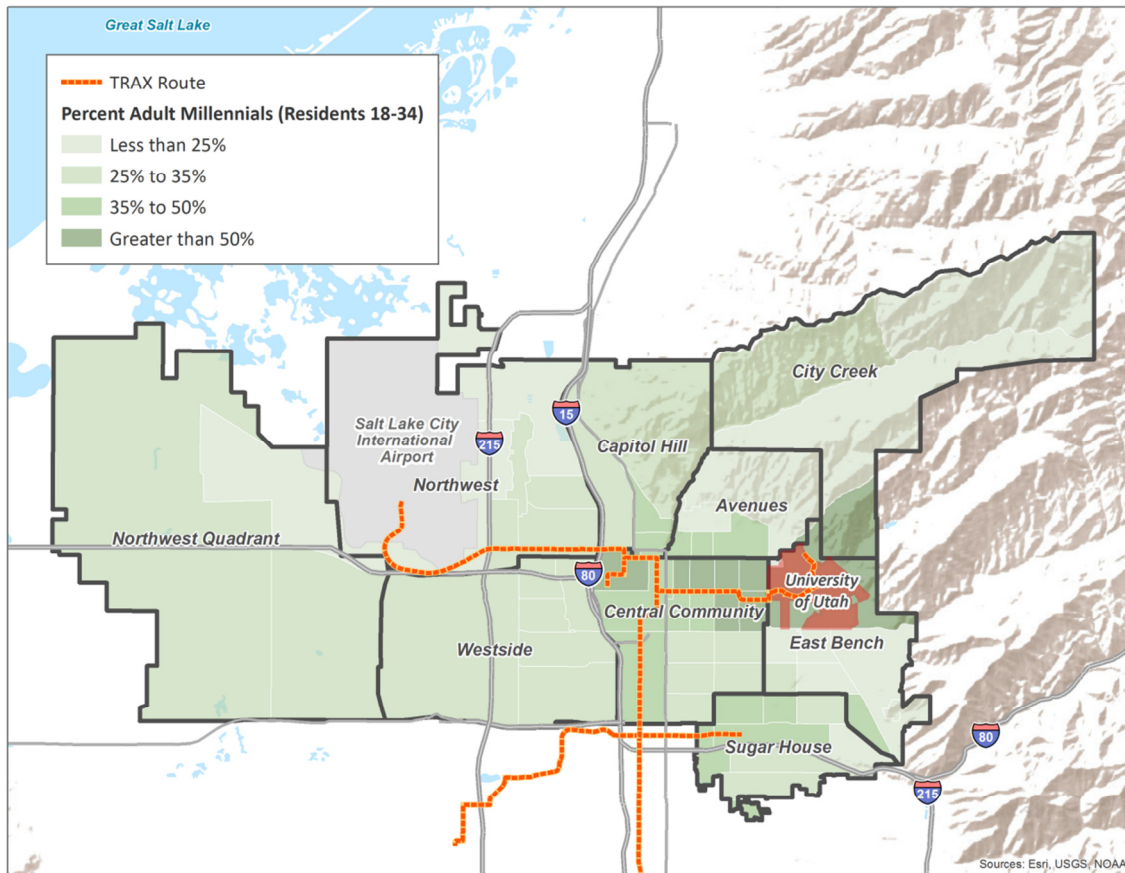 Great Salt Lake
TRAX Route
Percent Adult Millennials (Residents 18-34)
Less than 25%
25% to 35%
35% to 50%
Greater than 50%
City Creek
15
Salt Lake City
International
Airport
215
Capitol Hill
Northwest
Avenues
Northwest Quadrant
80
University
of Utah
Central Community
Westside
East Bench
80
Sugar House
215
Sources: Esri, USGS, NOAA